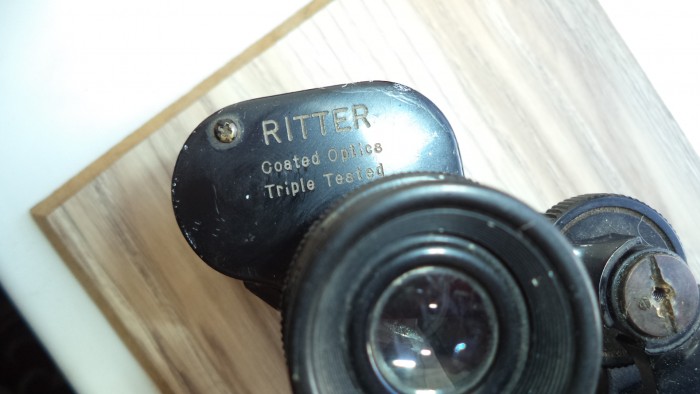 RITTER
Coated Optics
Triple Tested